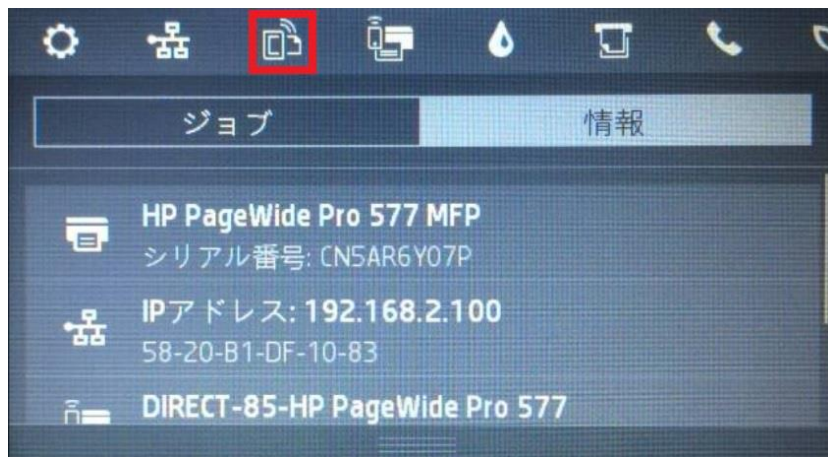 ジョブ
情報
HP PageWide Pro 577 MFP
シリアル番号: CN5AR6Y07P
IPアドレス: 192.168.2.100
58-20-B1-DF-10-83
DIRECT-85-HP PageWide Pro 577